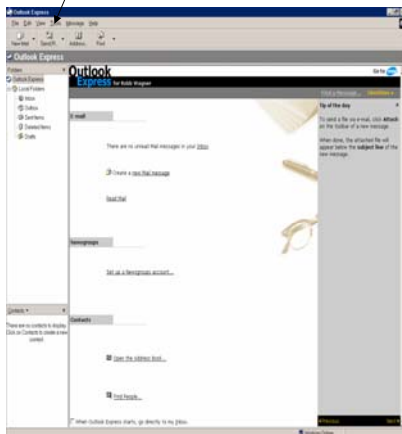 Outlook Express
File Edit View Tools Message Help
New Mail Send/R... Address... Find
Outlook Express
Folders
Outlook Express
Local Folders
Inbox
Outbox
Sent Items
Deleted Items
Drafts
Contacts
There are no contacts to display. Click on Contacts to create a new contact.
Outlook
Express for Robb Wagner
Go to
Find a Message... Identities
E-mail
There are no unread Mail messages in your Inbox
Create a new Mail message
Read Mail
Newsgroups
Set up a Newsgroups account...
Contacts
Open the Address Book...
Find People...
When Outlook Express starts, go directly to my Inbox.
Tip of the day
To send a file via e-mail, click Attach
on the toolbar of a new message.
When done, the attached file will
appear below the subject line of the
new message.
Previous Next
Working Online